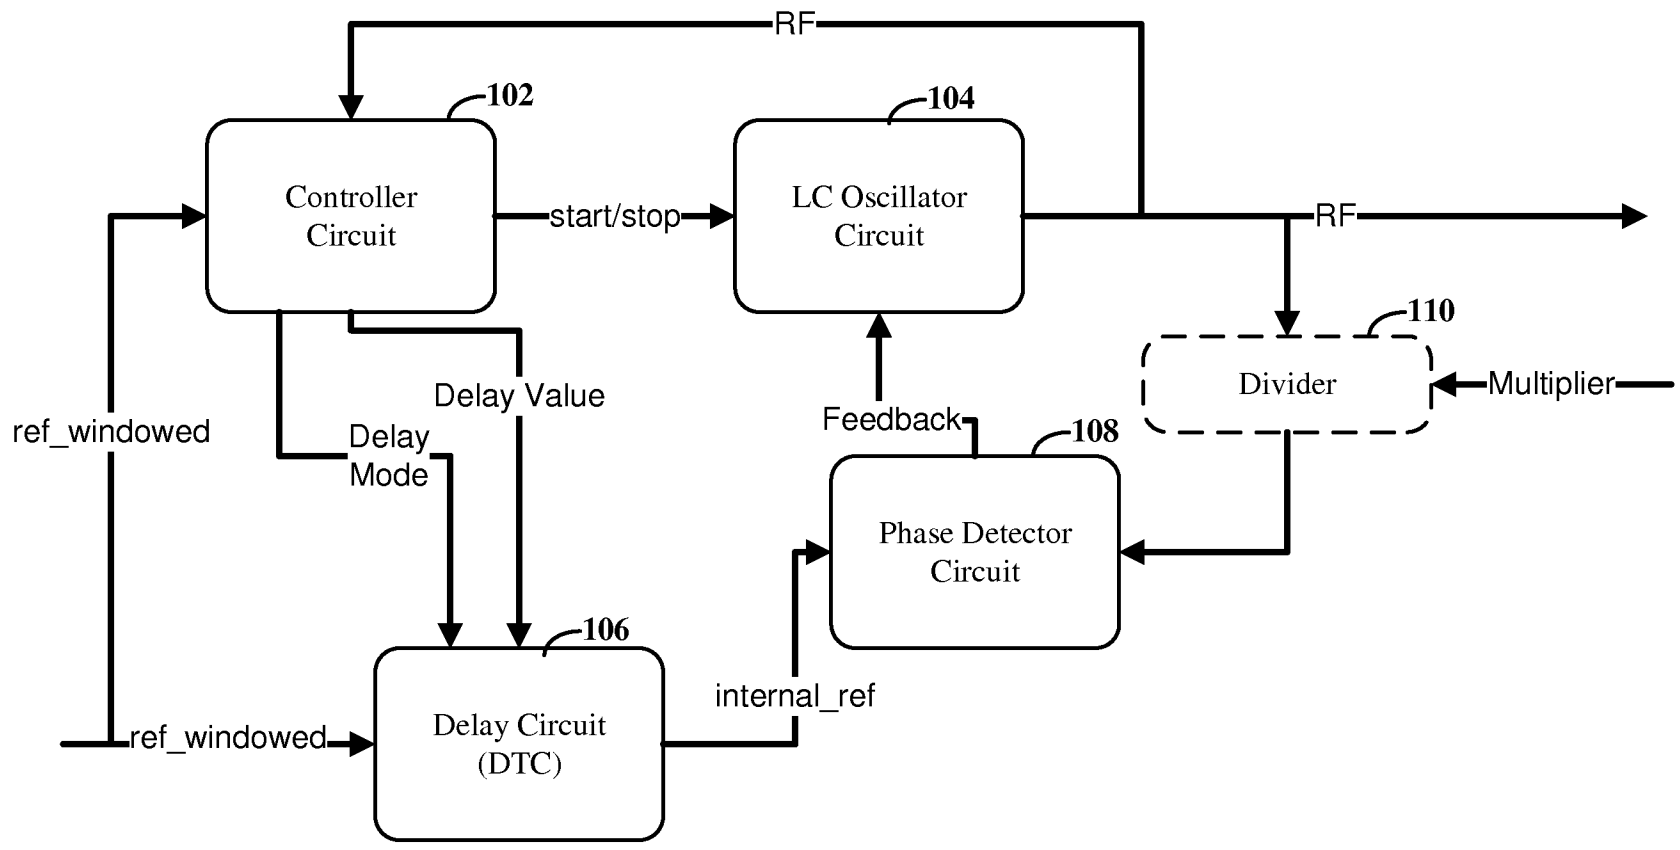 RF
102
104
Controller
Circuit
start/stop
LC Oscillator
Circuit
RF
110
Divider
Multiplier
Delay Value
Feedback
ref_windowed
Delay
Mode
108
Phase Detector
Circuit
106
internal_ref
ref_windowed
Delay Circuit
(DTC)